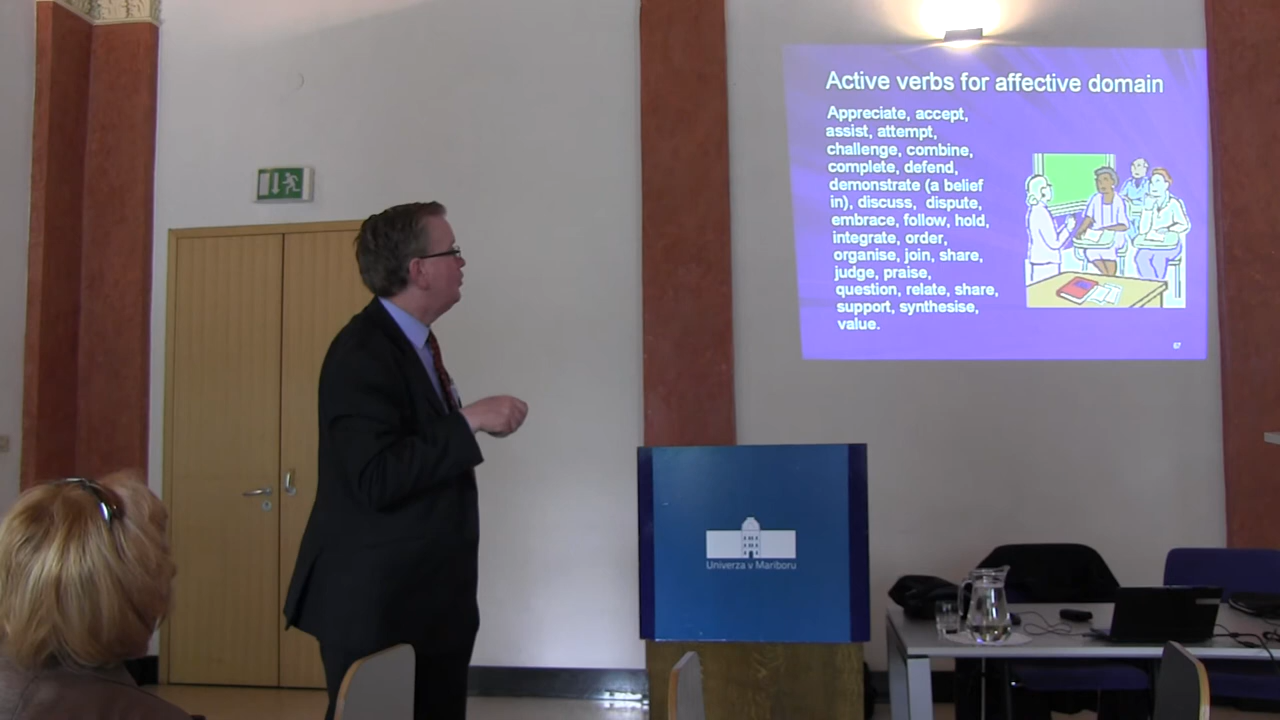 Active verbs for affective domain
Appreciate, accept,
assist, attempt,
challenge, combine,
complete, defend,
demonstrate (a belief
in), discuss, dispute,
embrace, follow, hold,
integrate, order,
organise, join, share,
judge, praise,
question, relate, share,
support, synthesise,
value.
67
Univerza v Mariboru